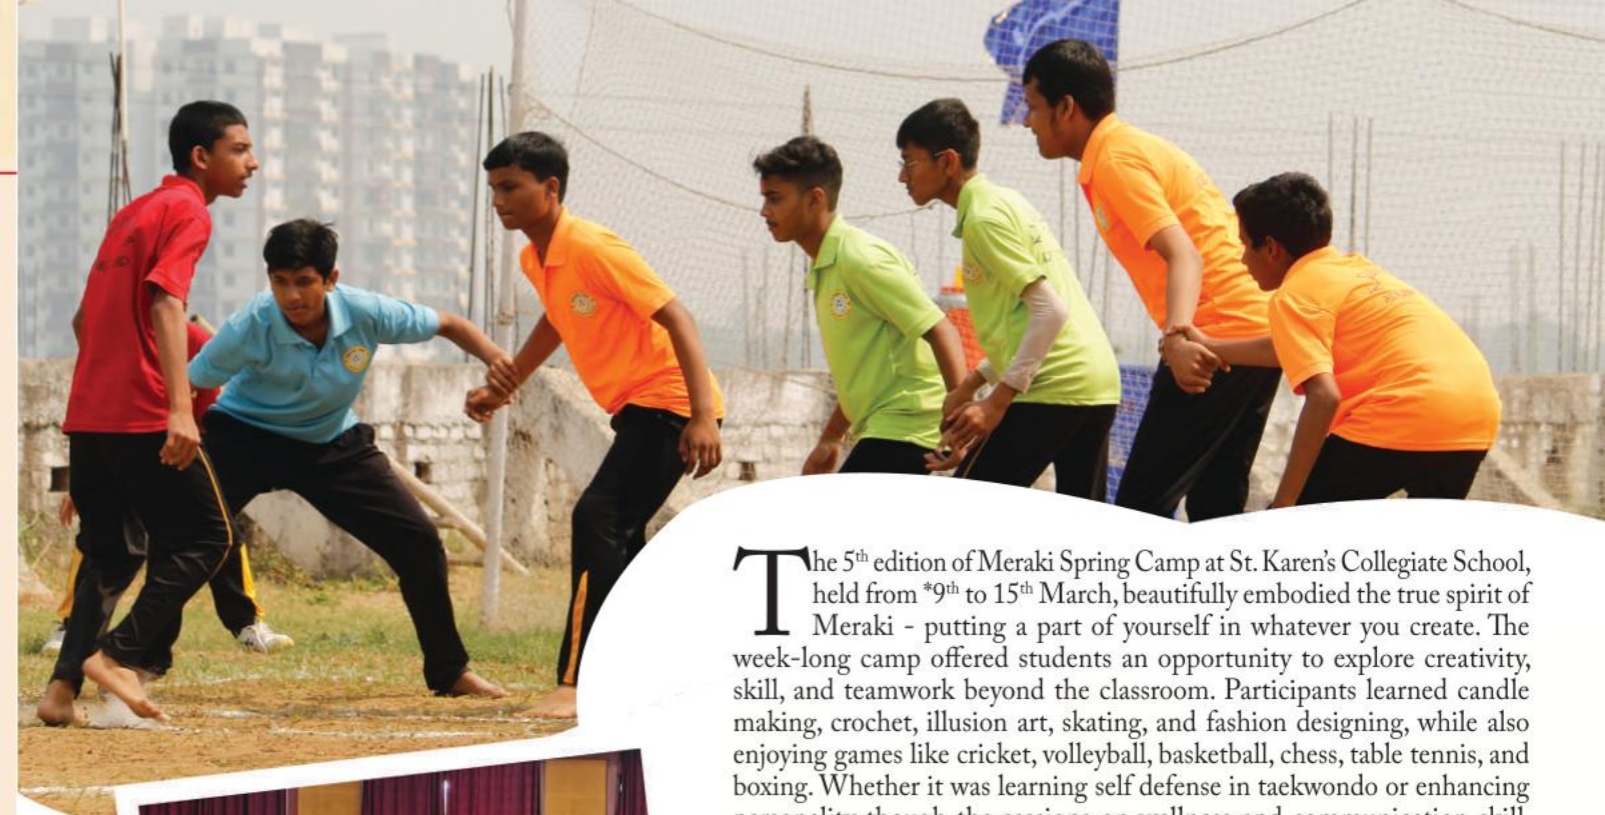 The 5th edition of Meraki Spring Camp at St. Karen's Collegiate School,
held from *9th to 15th March, beautifully embodied the true spirit of
Meraki - putting a part of yourself in whatever you create. The
week-long camp offered students an opportunity to explore creativity,
skill, and teamwork beyond the classroom. Participants learned candle
making, crochet, illusion art, skating, and fashion designing, while also
enjoying games like cricket, volleyball, basketball, chess, table tennis, and
boxing. Whether it was learning self defense in taekwondo or enhancing